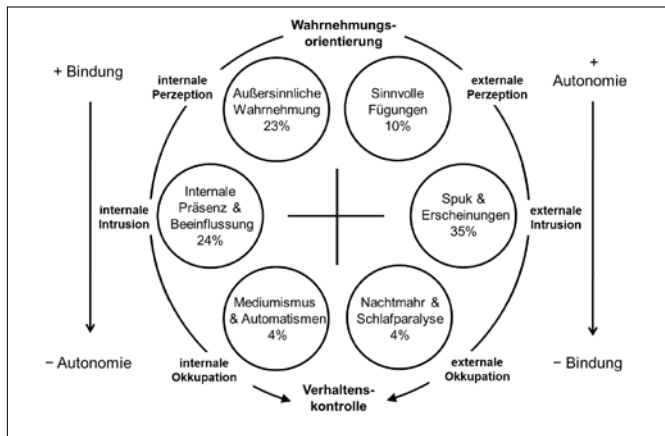 Wahrnehmungs-
orientierung
+ Bindung
+
Autonomie
internale
Perzeption
externale
Perzeption
Außersinnliche
Wahrnehmung
23%
Sinnvolle
Fügungen
10%
internale
Intrusion
Internale
Präsenz &
Beeinflussung
24%
Spuk &
Erscheinungen
35%
externale
Intrusion
Mediumismus
& Automatismen
4%
Nachtmahr &
Schlafparalyse
4%
− Autonomie
internale
Okkupation
externale
Okkupation
− Bindung
Verhaltens-
kontrolle